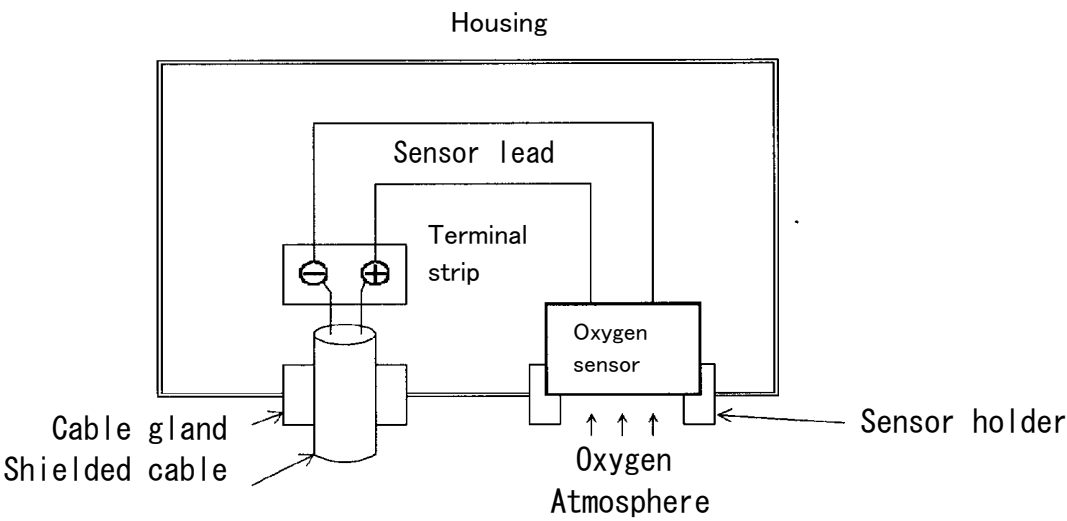 Housing
Sensor lead
Terminal
strip
Oxygen
sensor
Cable gland
Shielded cable
Sensor holder
Oxygen
Atmosphere